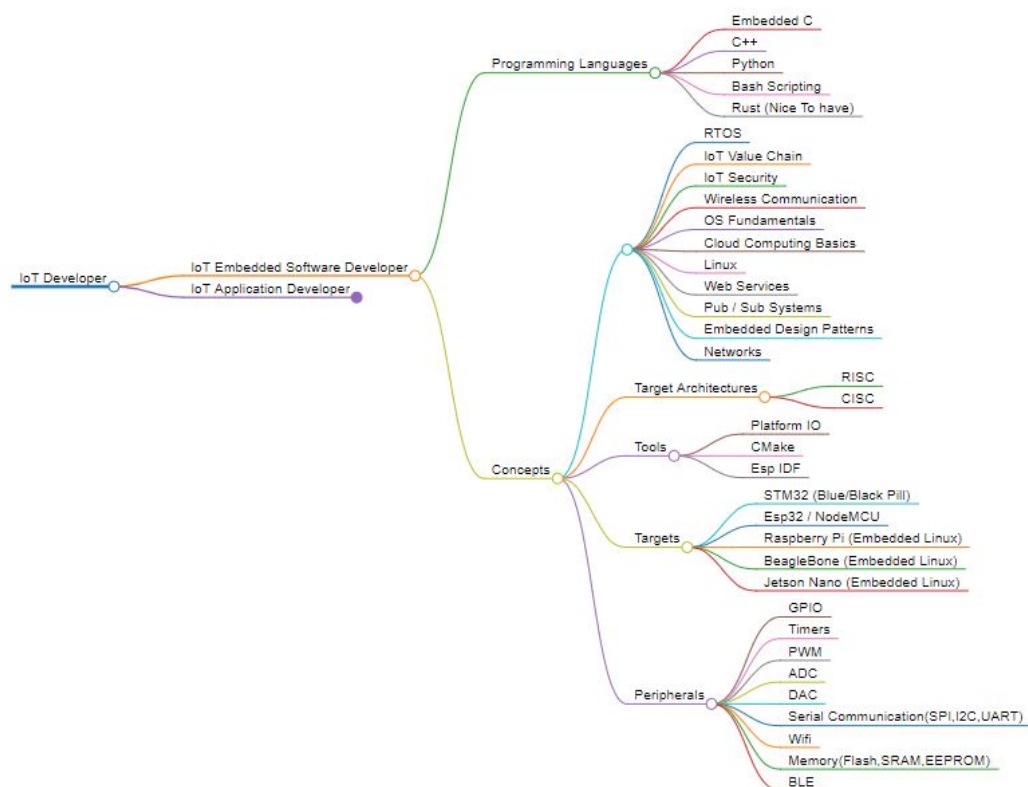 IoT Developer
IoT Embedded Software Developer
IoT Application Developer
Programming Languages
Embedded C
C++
Python
Bash Scripting
Rust (Nice To have)
Concepts
RTOS
IoT Value Chain
IoT Security
Wireless Communication
OS Fundamentals
Cloud Computing Basics
Linux
Web Services
Pub / Sub Systems
Embedded Design Patterns
Networks
Target Architectures
RISC
CISC
Tools
Platform IO
CMake
Esp IDF
Targets
STM32 (Blue/Black Pill)
Esp32 / NodeMCU
Raspberry Pi (Embedded Linux)
BeagleBone (Embedded Linux)
Jetson Nano (Embedded Linux)
Peripherals
GPIO
Timers
PWM
ADC
DAC
Serial Communication(SPI,I2C,UART)
Wifi
Memory(Flash,SRAM,EEPROM)
BLE